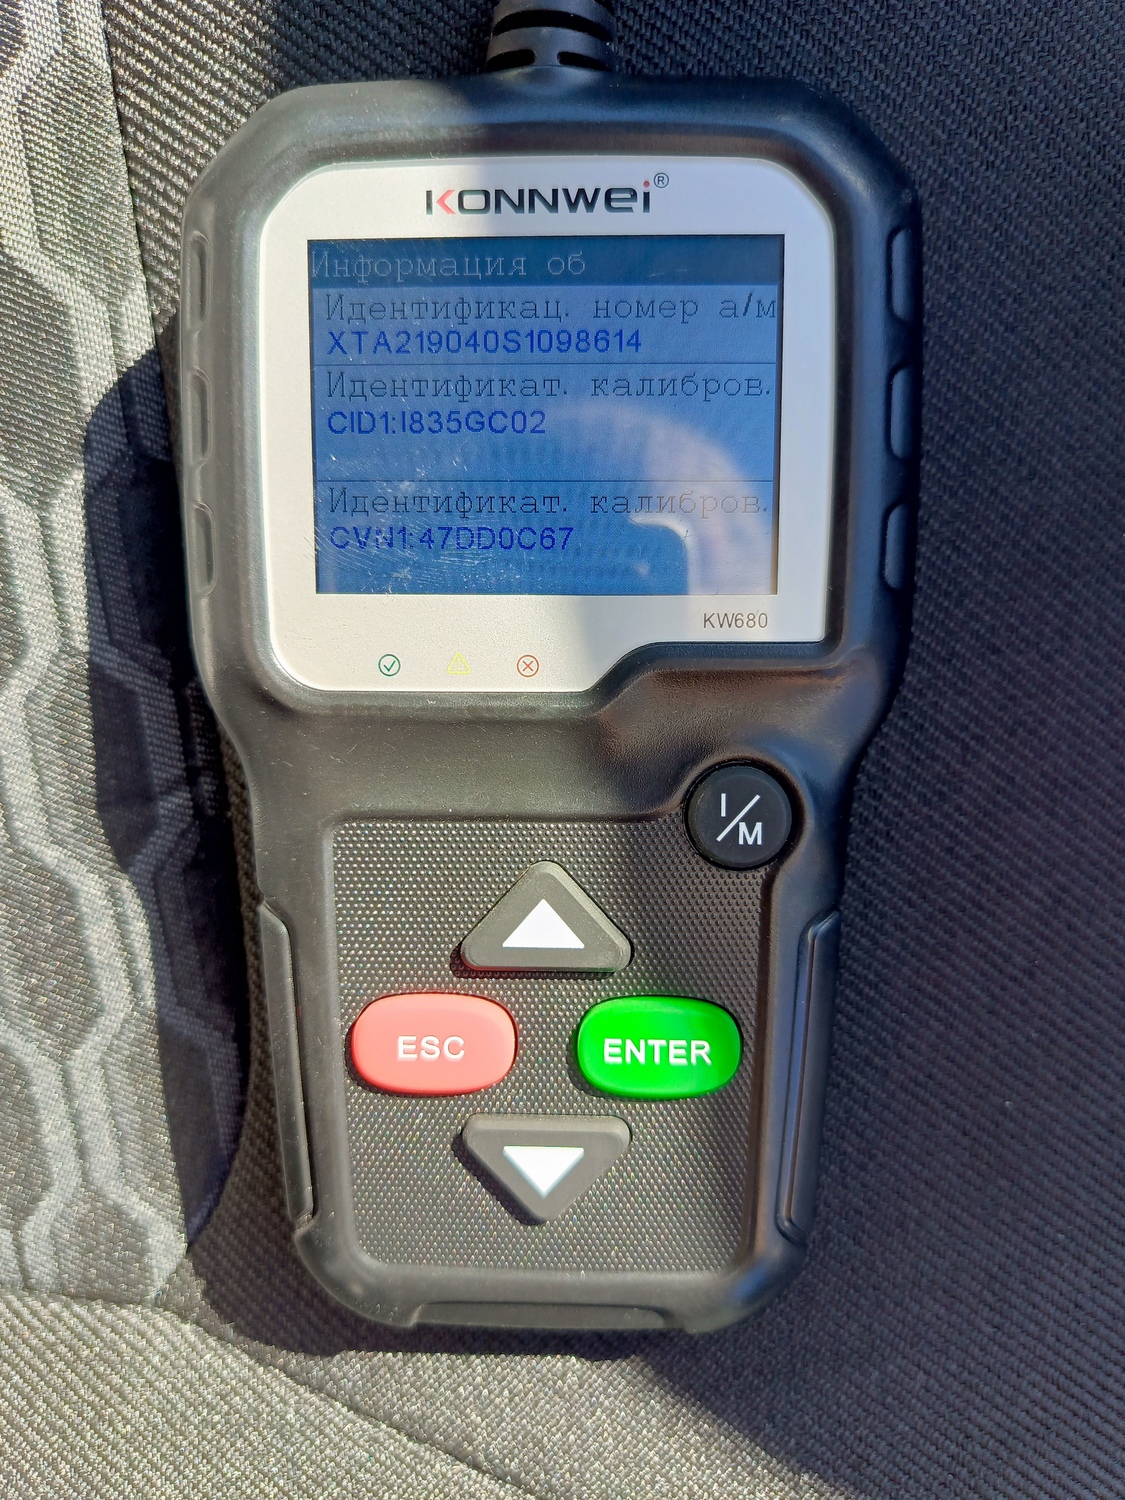 KONNWEI®
Информация об
Идентификац. номер а/м
XTA219040S1098614
Идентификат. калибров.
CID1:I835GC02
Идентификат. калибров.
CVN1:47DD0C67
KW680
I/M
ESC
ENTER